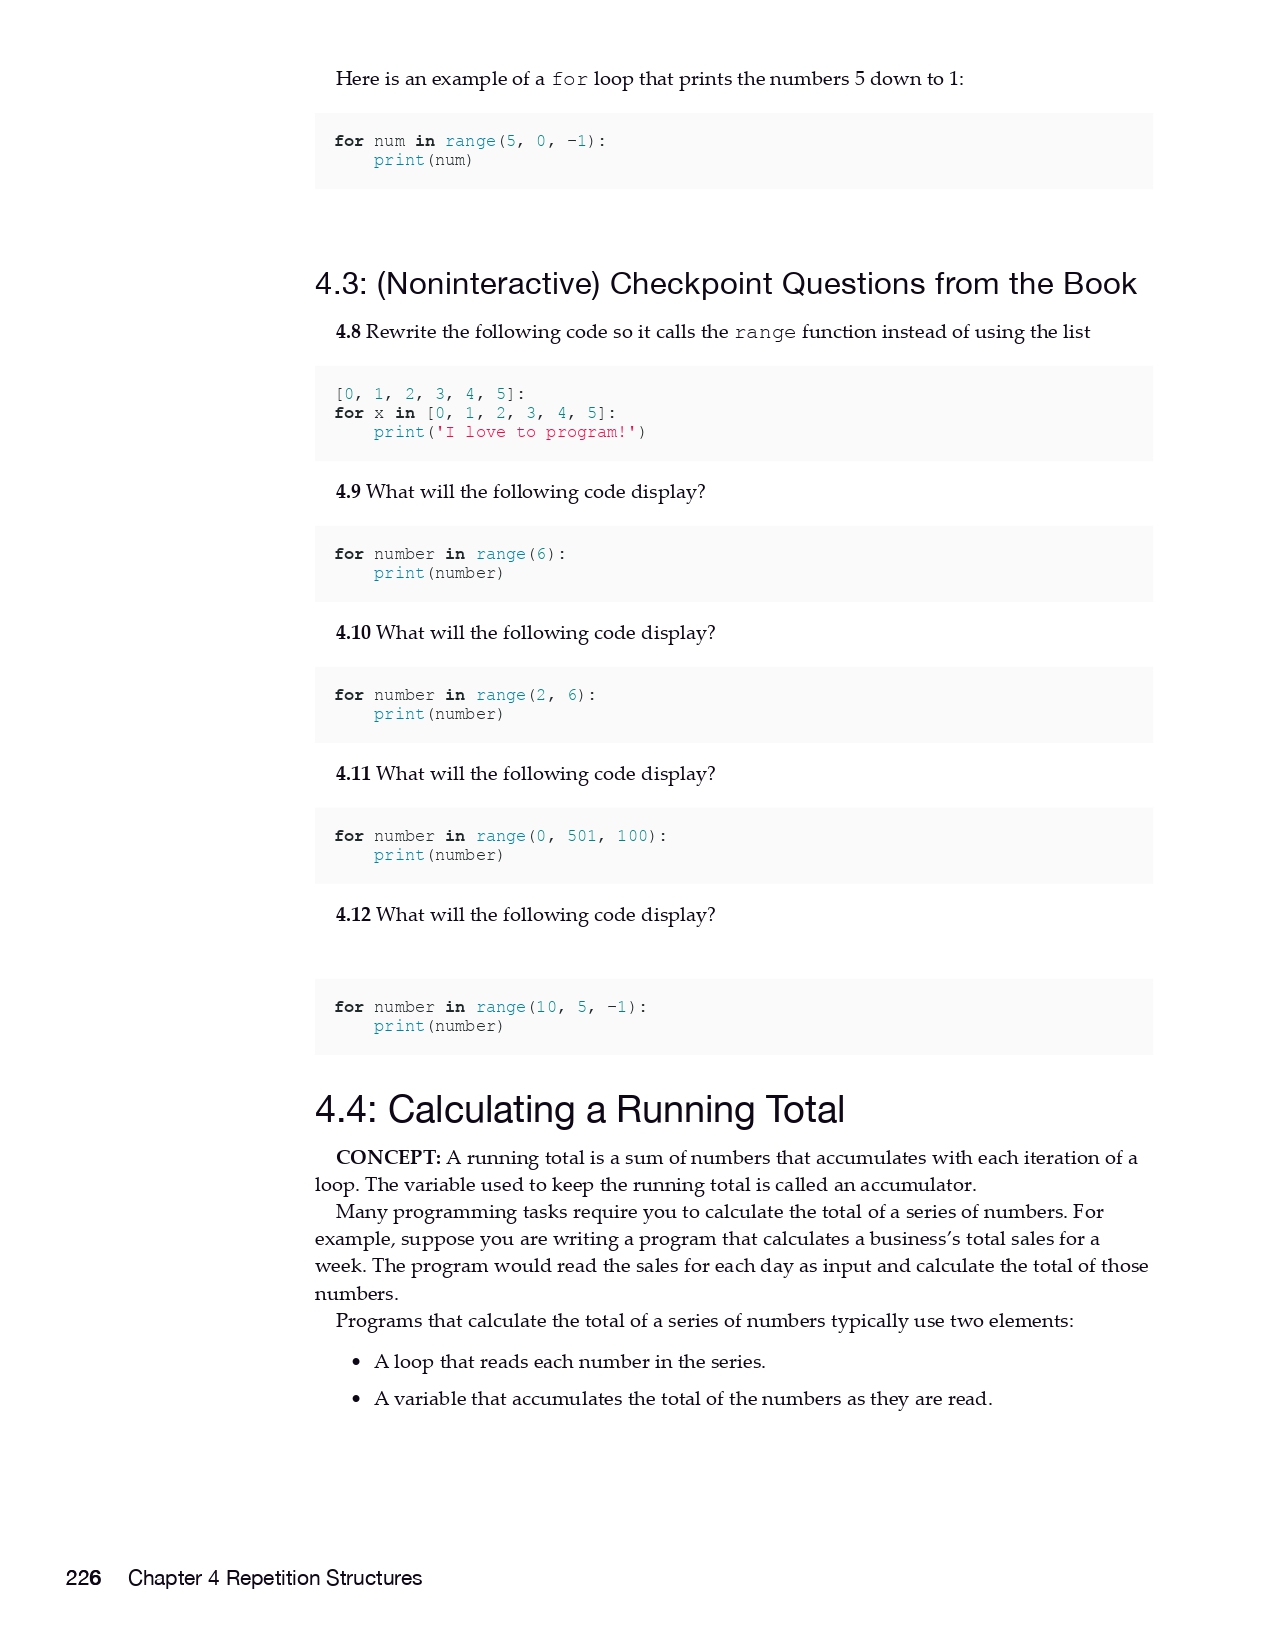 Here is an example of a for loop that prints the numbers 5 down to 1:
for num in range(5, 0, −1):
    print(num)
4.3: (Noninteractive) Checkpoint Questions from the Book
4.8 Rewrite the following code so it calls the range function instead of using the list
[0, 1, 2, 3, 4, 5]:
for x in [0, 1, 2, 3, 4, 5]:
    print('I love to program!')
4.9 What will the following code display?
for number in range(6):
    print(number)
4.10 What will the following code display?
for number in range(2, 6):
    print(number)
4.11 What will the following code display?
for number in range(0, 501, 100):
    print(number)
4.12 What will the following code display?
for number in range(10, 5, −1):
    print(number)
4.4: Calculating a Running Total
CONCEPT: A running total is a sum of numbers that accumulates with each iteration of a
loop. The variable used to keep the running total is called an accumulator.
Many programming tasks require you to calculate the total of a series of numbers. For
example, suppose you are writing a program that calculates a business’s total sales for a
week. The program would read the sales for each day as input and calculate the total of those
numbers.
Programs that calculate the total of a series of numbers typically use two elements:
• A loop that reads each number in the series.
• A variable that accumulates the total of the numbers as they are read.
226 Chapter 4 Repetition Structures